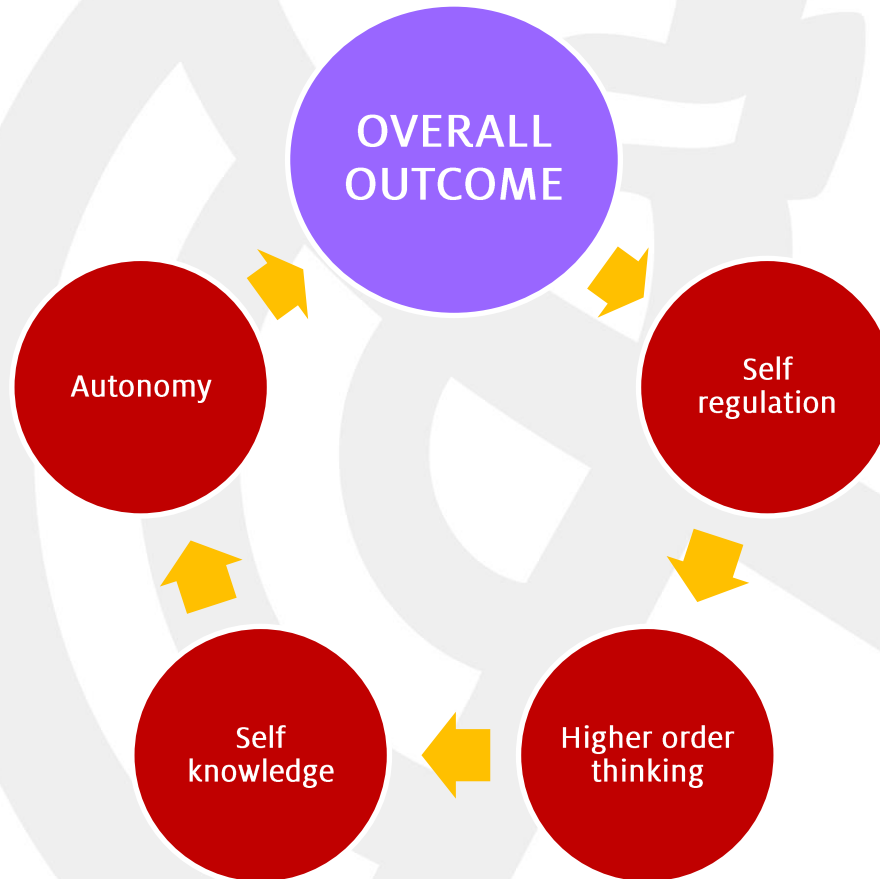 OVERALL
OUTCOME
Self
regulation
Higher order
thinking
Self
knowledge
Autonomy